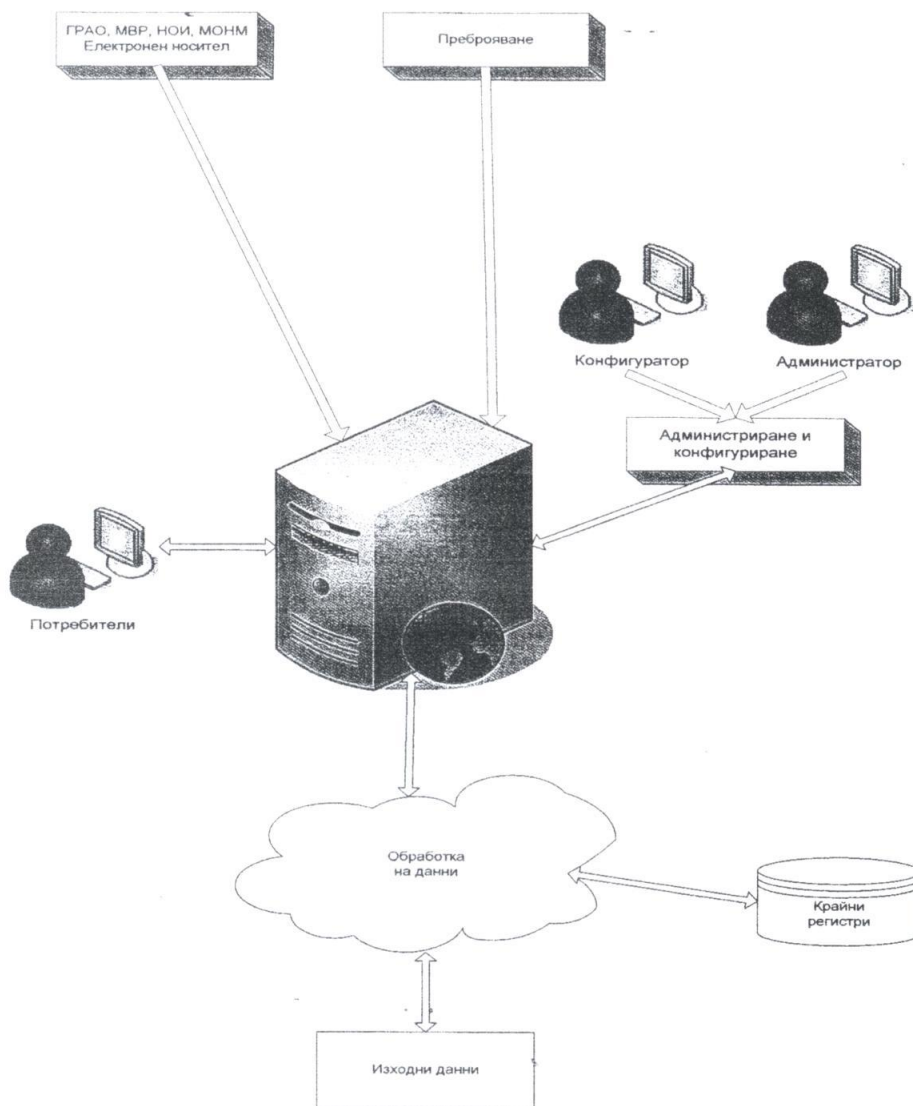 ГРАО, МВР, НОИ, МОНМ
Електронен носител
Преброяване
Конфигуратор
Администратор
Администриране и
конфигуриране
Потребители
Обработка
на данни
Крайни
регистри
Изходни данни